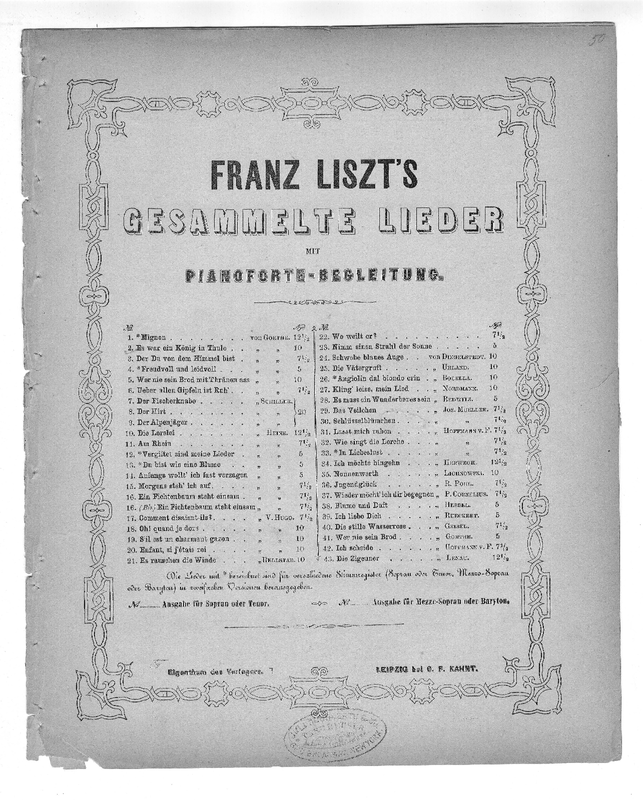 50
FRANZ LISZT'S
GESAMMELTE LIEDER
MIT
PIANOFORTE-BEGLEITUNG.
1. *Mignon . . . von GOETHE. 12½
2. Es war ein König in Thule . . „ „ 10
3. Der Du von dem Himmel bist . „ „ 7½
4. *Freudvoll und leidvoll . . „ „ 5
5. Wer nie sein Brod mit Thränen ass „ „ 10
6. Ueber allen Gipfeln ist Ruh' . . „ „ 7½
7. Der Fischerknabe . . . „ SCHILLER.
8. Der Hirt . . . „ „ 20
9. Der Alpenjäger . . . „ „
10. Die Lorelei . . . „ HEINE. 12½
11. Am Rhein . . . „ „ 7½
12. *Vergiftet sind meine Lieder . „ „ 5
13. *Du bist wie eine Blume . . „ „ 5
14. Anfangs wollt' ich fast verzagen „ „ 5
15. Morgens steh' ich auf . . „ „ 7½
16. Ein Fichtenbaum steht einsam . „ „ 7½
16. (Bis) Ein Fichtenbaum steht einsam „ „ 7½
17. Comment disaient-ils? . . „ V. HUGO. 7½
18. Oh! quand je dors . . „ „ 10
19. S'il est un charmant gazon . „ „ 10
20. Enfant, si j'étais roi . . „ „ 10
21. Es rauschen die Winde . . „ RELLSTAB. 10
22. Wo weilt er? . . . 7½
23. Nimm einen Strahl der Sonne . . . 5
24. Schwebe blaues Auge . . von DINGELSTEDT. 10
25. Die Vätergruft . . . „ UHLAND. 10
26. *Angiolin dal biondo crin . . „ BOCELLA. 10
27. Kling' leise, mein Lied . . „ NORDMANN. 10
28. Es muss ein Wunderbares sein . „ REDWITZ. 5
29. Das Veilchen . . . „ JOS. MUELLER. 7½
30. Schlüsselblümchen . . . „ „ 7½
31. Lasst mich ruhen . . „ HOFFMANN V. F. 7½
32. Wie singt die Lerche . . „ „ 7½
33. *In Liebeslust . . . „ „ 7½
34. Ich möchte hingehn . . „ HERWEGH. 12½
35. Nonnenwerth . . . „ LICHNOWSKI. 10
36. Jugendglück . . . „ R. POHL. 7½
37. Wieder möcht' ich dir begegnen „ P. CORNELIUS. 7½
38. Blume und Duft . . . „ HEBBEL. 5
39. Ich liebe Dich . . . „ RUECKERT. 5
40. Die stille Wasserrose . . „ GEIBEL. 7½
41. Wer nie sein Brod . . . „ GOETHE. 5
42. Ich scheide . . . „ HOFFMANN V. F. 7½
43. Die Zigeuner . . . „ LENAU. 12½
Die Lieder mit * bezeichnet sind für verschiedene Stimmregister (Sopran oder Tenor, Mezzo-Sopran
oder Baryton) in zweifachen Versionen herausgegeben.
№ Ausgabe für Sopran oder Tenor. № Ausgabe für Mezzo-Sopran oder Baryton.
Eigenthum des Verlegers. LEIPZIG bei C. F. KAHNT.